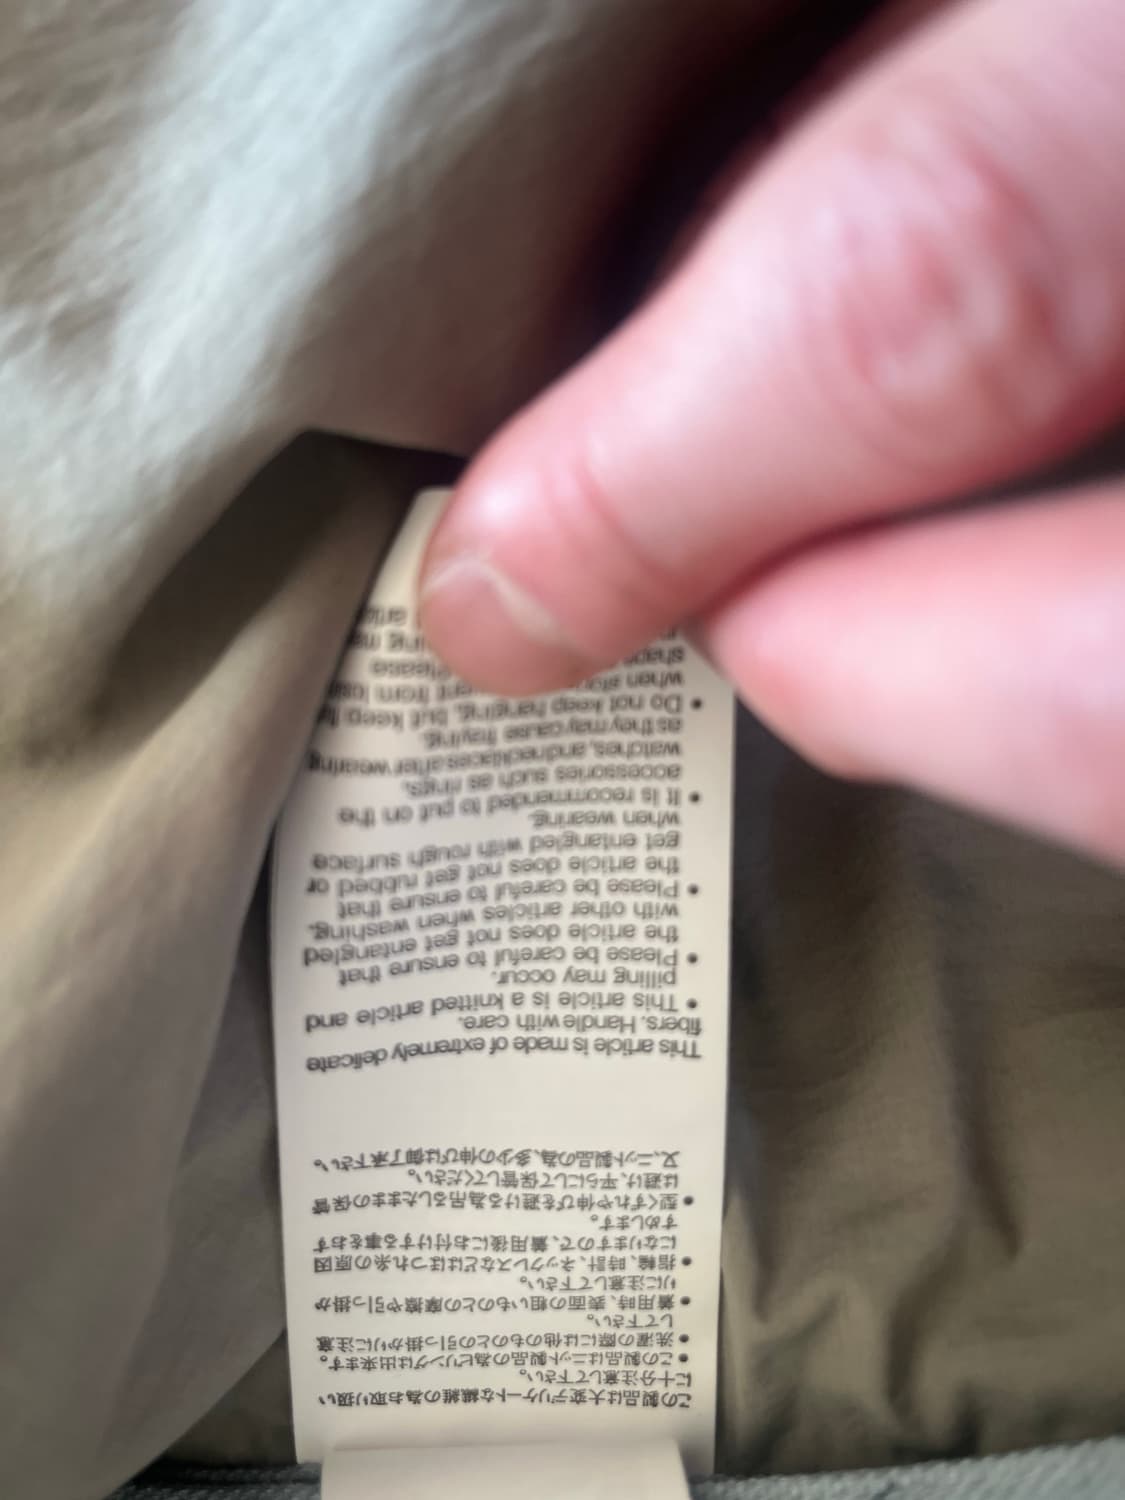 この製品は大変デリケートな繊維の為お取り扱い
に十分注意して下さい。
●この製品はニット製品の為ピリングは出来ます。
●洗濯の際には他のものとの引っ掛かりに注意
して下さい。
●着用時、表面の粗いものとの摩擦や引っ掛か
りに注意して下さい。
●指輪、時計、ネックレスなどはほつれ糸の原因
になりますので、着用後にお付けする事をおす
すめします。
●型くずれや伸びを避ける為吊るしたままの保管
は避け、平らにして保管してください。
又、ニット製品の為、多少の伸びは御了承下さい。
This article is made of extremely delicate
fibers. Handle with care.
● This article is a knitted article and
pilling may occur.
● Please be careful to ensure that
the article does not get entangled
with other articles when washing.
● Please be careful to ensure that
the article does not get rubbed or
get entangled with rough surface
when wearing.
● It is recommended to put on the
accessories such as rings,
watches, and necklaces after wearing
as they may cause fraying.
● Do not keep hanging, but keep
when from